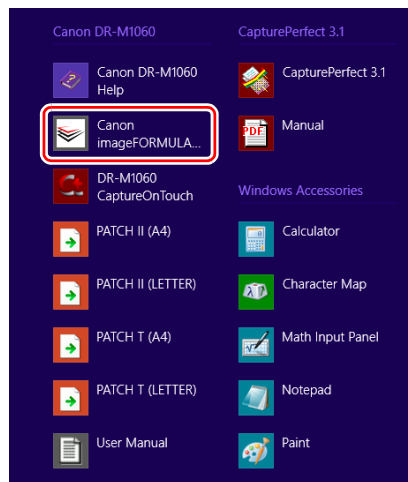 Canon DR-M1060
Canon DR-M1060
Help
Canon
imageFORMULA...
DR-M1060
CaptureOnTouch
PATCH II (A4)
PATCH II (LETTER)
PATCH T (A4)
PATCH T (LETTER)
User Manual
CapturePerfect 3.1
CapturePerfect 3.1
PDF
Manual
Windows Accessories
Calculator
Character Map
Math Input Panel
Notepad
Paint